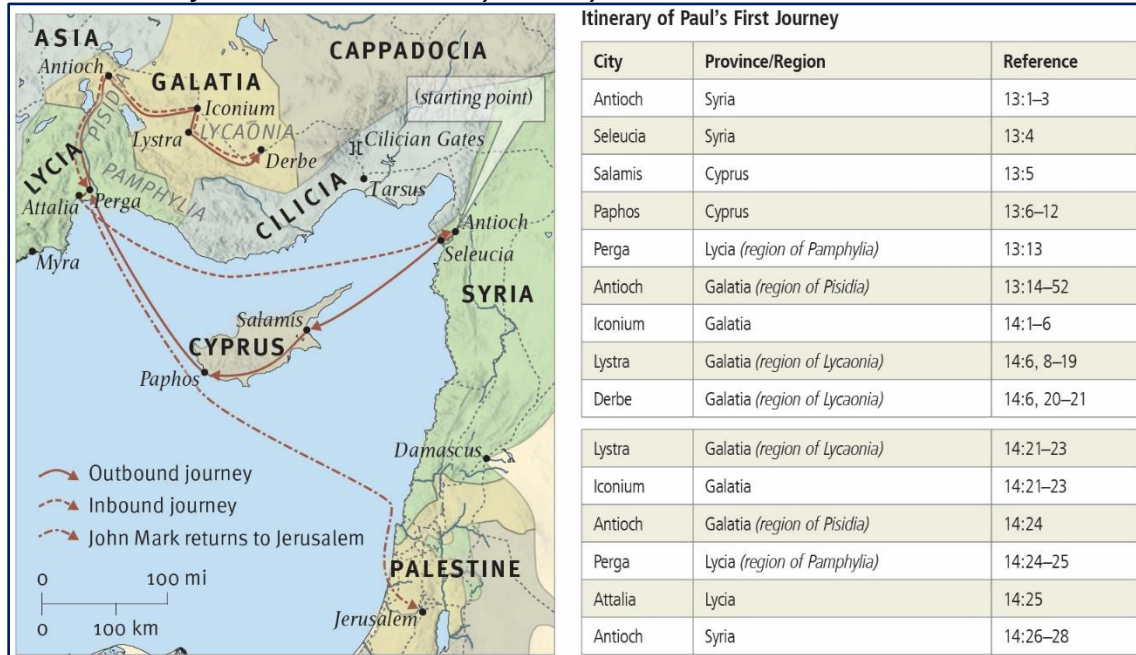 ASIA
Antioch
GALATIA
CAPPADOCIA
(starting point)
PISIDIA
Iconium
Lystra
LYCAONIA
Derbe
Cilician Gates
LYCIA
PAMPHYLIA
CILICIA
Tarsus
Attalia
Perga
Antioch
Seleucia
Myra
SYRIA
Salamis
CYPRUS
Paphos
Damascus
Outbound journey
Inbound journey
John Mark returns to Jerusalem
0 100 mi
0 100 km
PALESTINE
Jerusalem
Itinerary of Paul's First Journey
City Province/Region Reference
Antioch Syria 13:1–3
Seleucia Syria 13:4
Salamis Cyprus 13:5
Paphos Cyprus 13:6–12
Perga Lycia (region of Pamphylia) 13:13
Antioch Galatia (region of Pisidia) 13:14–52
Iconium Galatia 14:1–6
Lystra Galatia (region of Lycaonia) 14:6, 8–19
Derbe Galatia (region of Lycaonia) 14:6, 20–21
Lystra Galatia (region of Lycaonia) 14:21–23
Iconium Galatia 14:21–23
Antioch Galatia (region of Pisidia) 14:24
Perga Lycia (region of Pamphylia) 14:24–25
Attalia Lycia 14:25
Antioch Syria 14:26–28